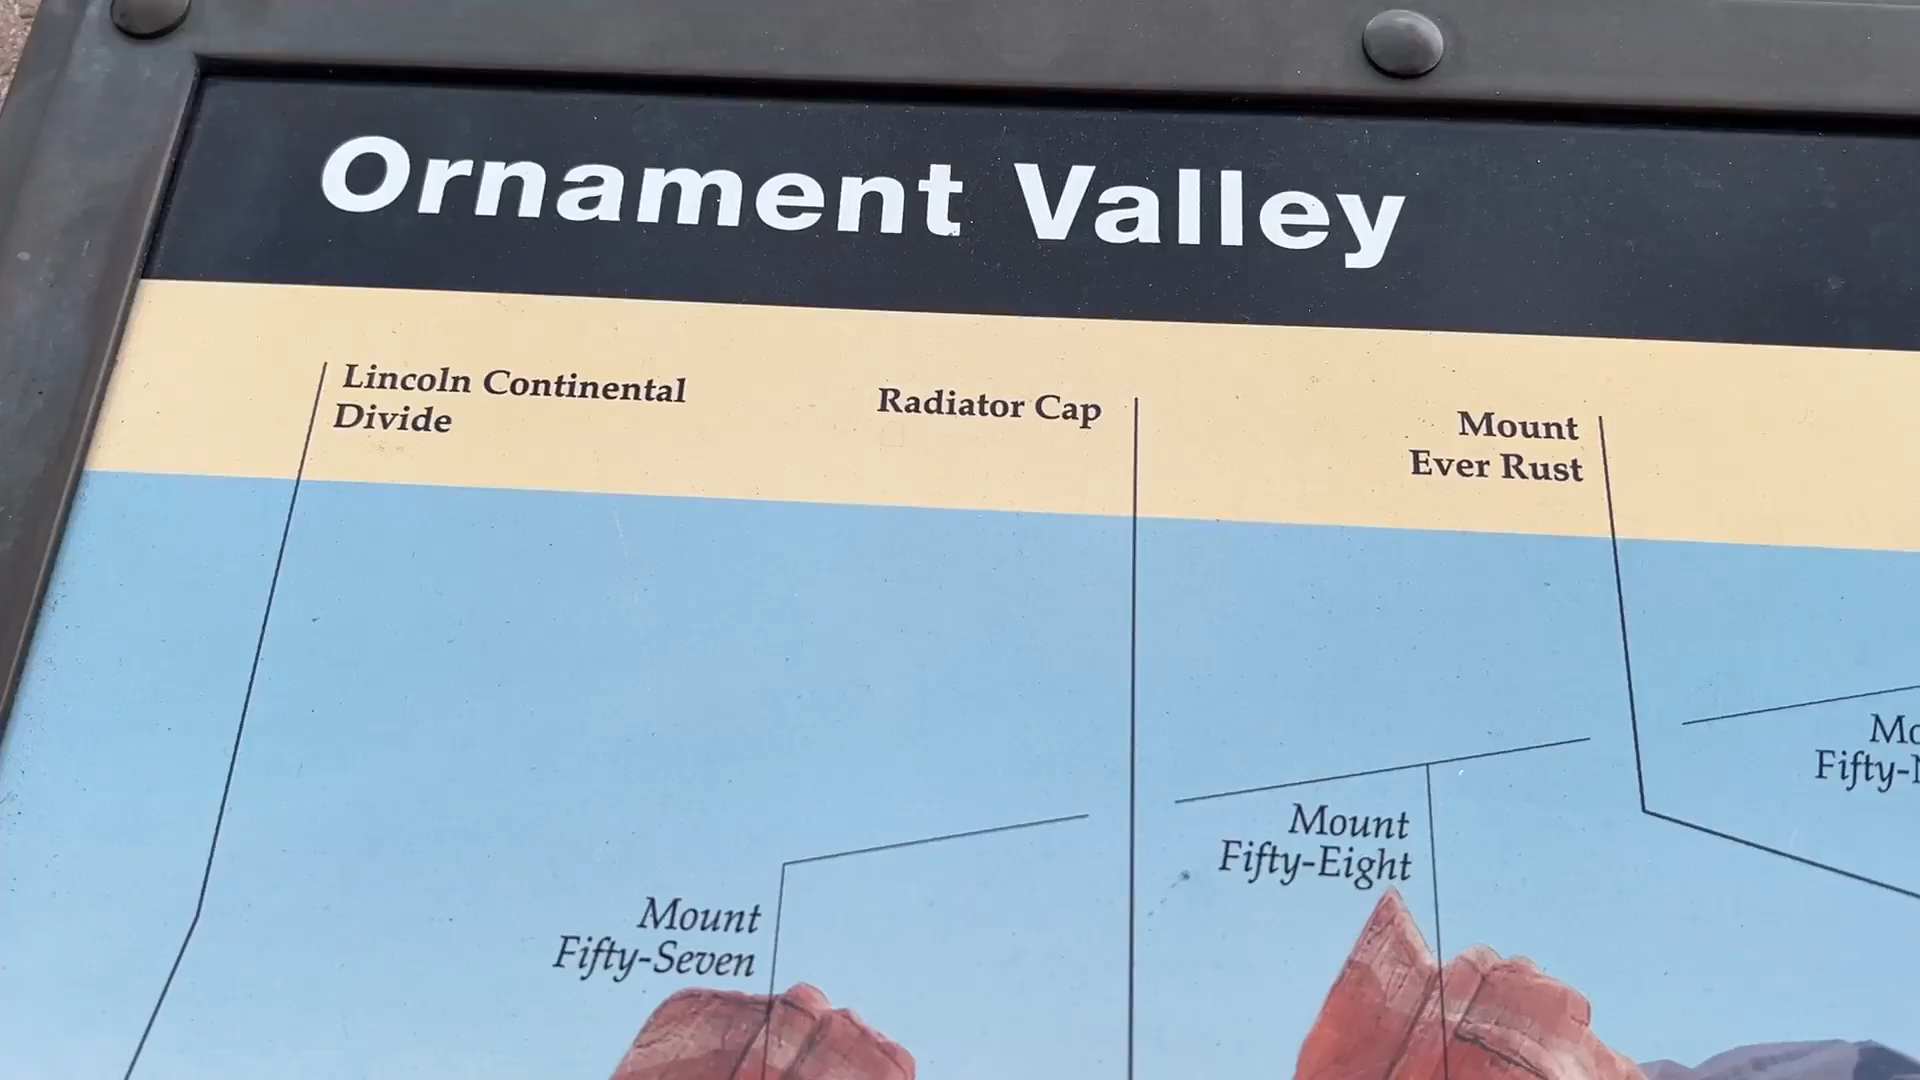 Ornament Valley
Lincoln Continental
Divide
Radiator Cap
Mount
Ever Rust
Mount
Fifty-Eight
Mount
Fifty-Seven